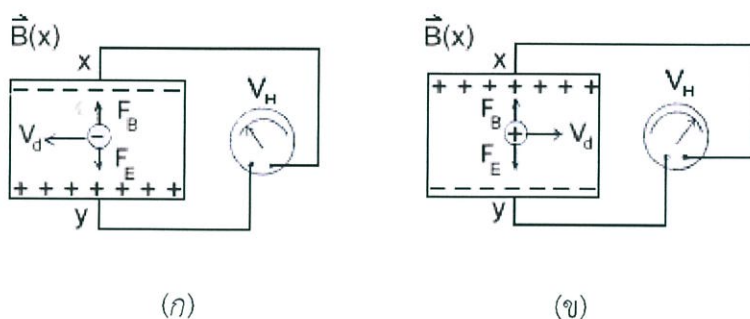 B(x) B(x)
x x
− − − − − − − − + + + + + + +
F_B V_H F_B V_H
V_d − + V_d
F_E F_E
+ + + + + + + − − − − − − − −
y y
(ก) (ข)